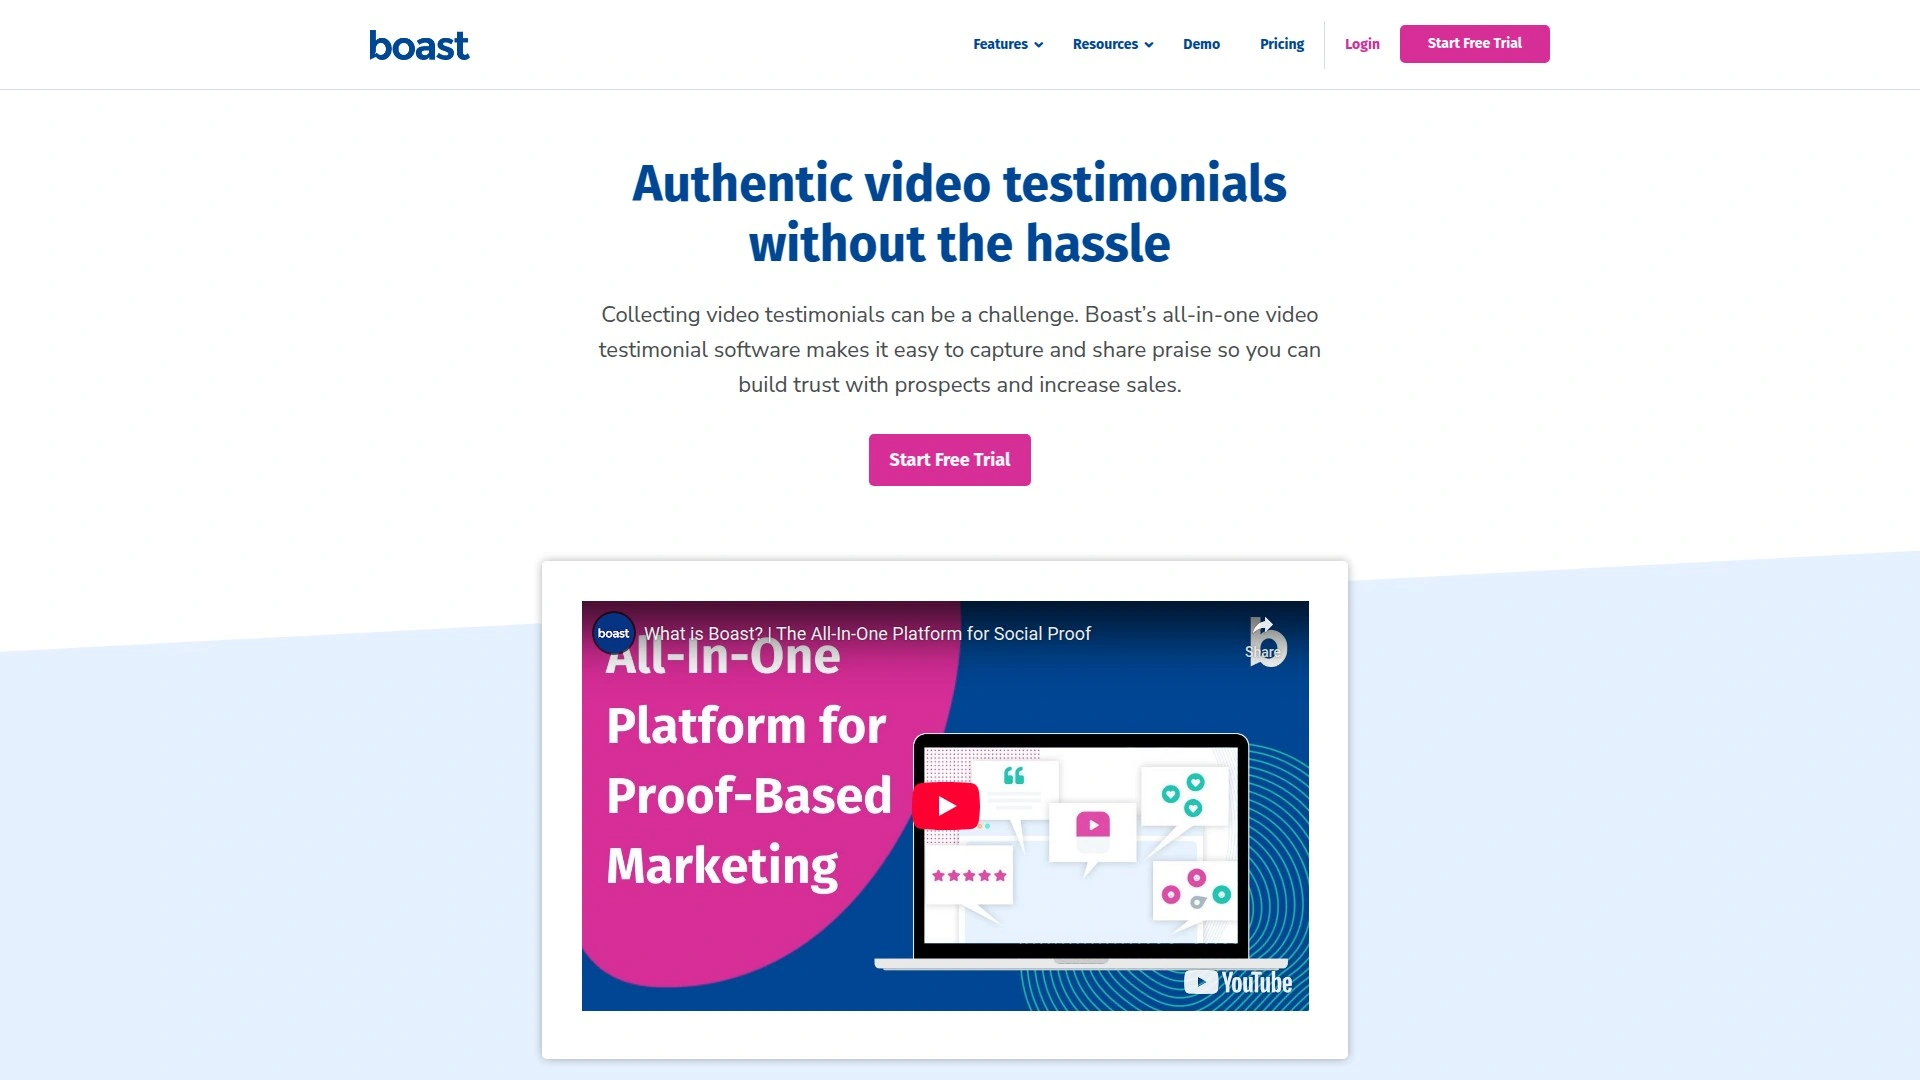 boast
Features
Resources
Demo
Pricing
Login
Start Free Trial
Authentic video testimonials
without the hassle
Collecting video testimonials can be a challenge. Boast’s all-in-one video
testimonial software makes it easy to capture and share praise so you can
build trust with prospects and increase sales.
Start Free Trial
boast
What is Boast? | The All-In-One Platform for Social Proof
b
Share
All-In-One
Platform for
Proof-Based
Marketing
YouTube